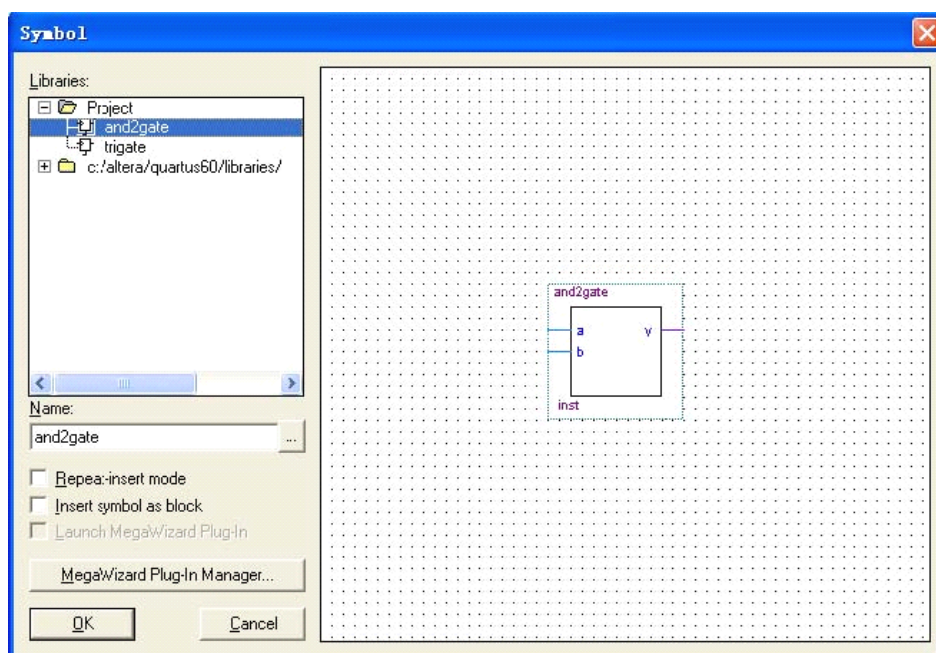 Symbol
Libraries:
Project
and2gate
trigate
c:/altera/quartus60/libraries/
Name:
and2gate
...
Repeat-insert mode
Insert symbol as block
Launch MegaWizard Plug-In
MegaWizard Plug-In Manager...
OK
Cancel
and2gate
a
y
b
inst